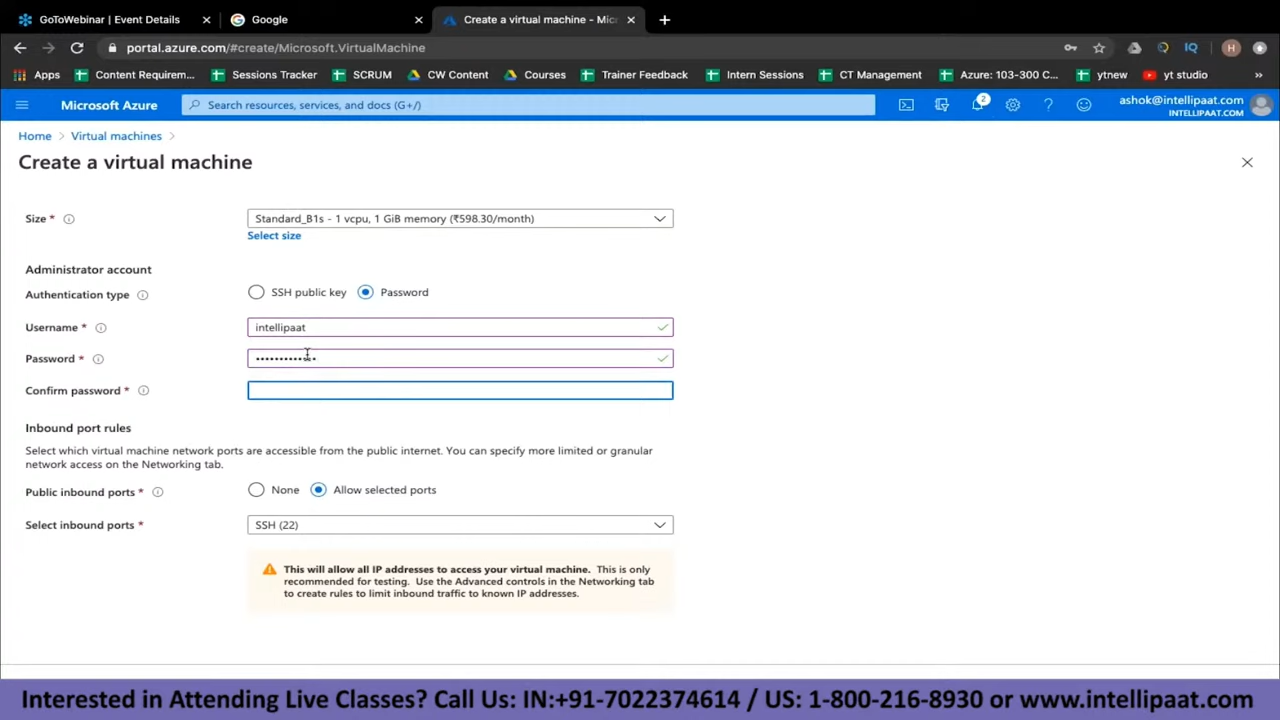 GoToWebinar | Event Details
Google
Create a virtual machine - Mic
portal.azure.com/#create/Microsoft.VirtualMachine
H
Apps
Content Requirem...
Sessions Tracker
SCRUM
CW Content
Courses
Trainer Feedback
Intern Sessions
CT Management
Azure: 103-300 C...
ytnew
yt studio
»
Microsoft Azure
Search resources, services, and docs (G+/)
2
ashok@intellipaat.com
INTELLIPAAT.COM
Home > Virtual machines >
Create a virtual machine
Size *
Standard_B1s - 1 vcpu, 1 GiB memory (₹598.30/month)
Select size
Administrator account
Authentication type
SSH public key
Password
Username *
intellipaat
Password *
Confirm password *
Inbound port rules
Select which virtual machine network ports are accessible from the public internet. You can specify more limited or granular
network access on the Networking tab.
Public inbound ports *
None
Allow selected ports
Select inbound ports *
SSH (22)
This will allow all IP addresses to access your virtual machine. This is only
recommended for testing. Use the Advanced controls in the Networking tab
to create rules to limit inbound traffic to known IP addresses.
Interested in Attending Live Classes? Call Us: IN:+91-7022374614 / US: 1-800-216-8930 or www.intellipaat.com